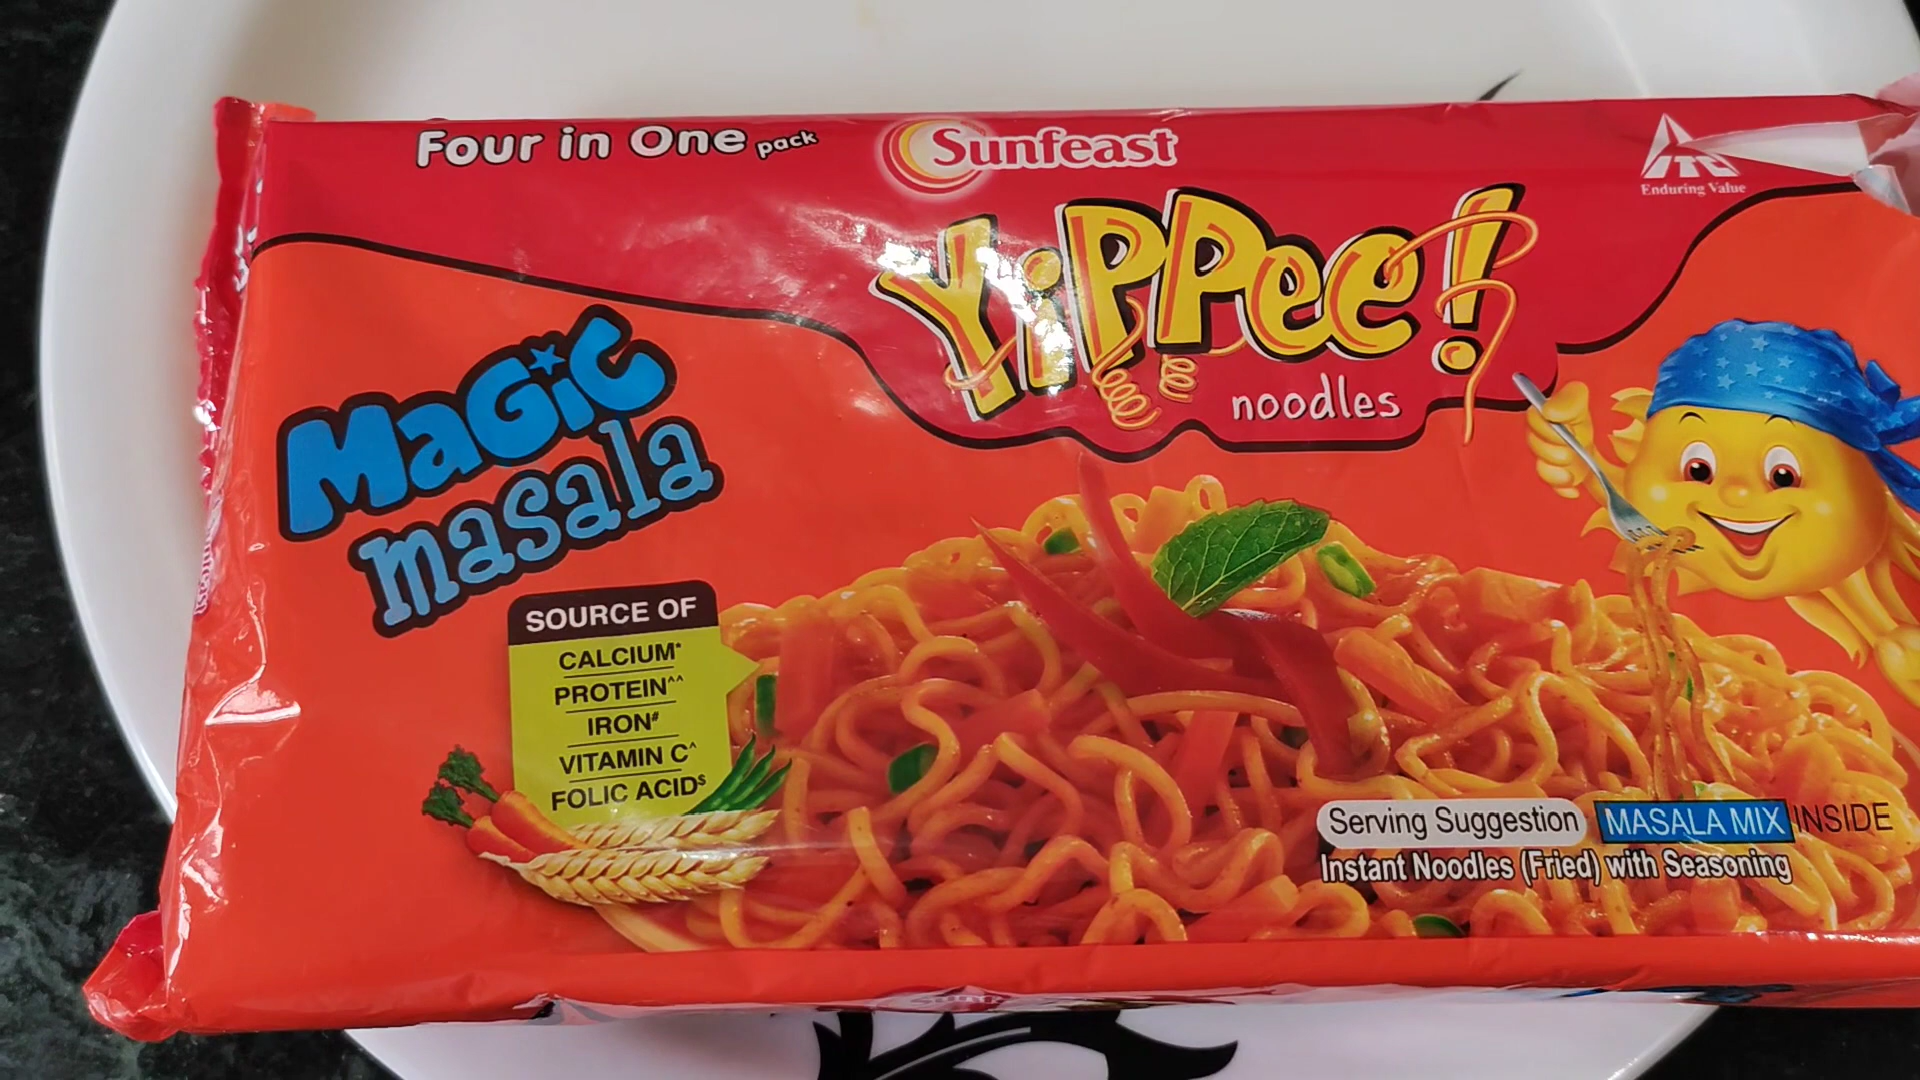 Four in One pack
Sunfeast
ITC
Enduring Value
YiPPee!
noodles
MaGiC
masala
SOURCE OF
CALCIUM*
PROTEIN^^
IRON#
VITAMIN C^
FOLIC ACID$
Serving Suggestion
MASALA MIX INSIDE
Instant Noodles (Fried) with Seasoning